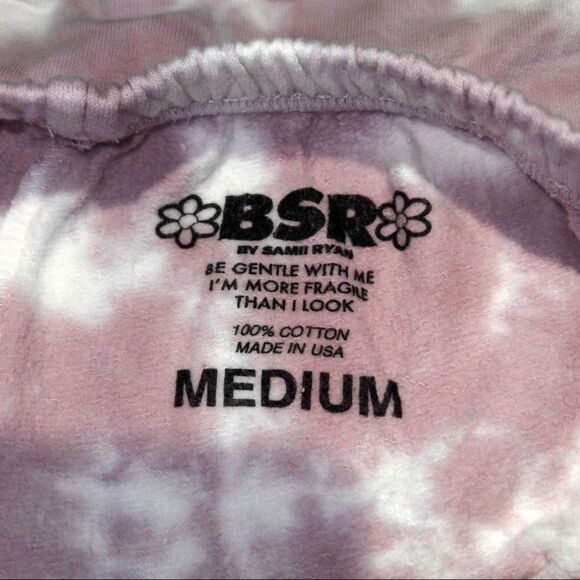 BSR
BY SAMII RYAN
BE GENTLE WITH ME
I'M MORE FRAGILE
THAN I LOOK
100% COTTON
MADE IN USA
MEDIUM